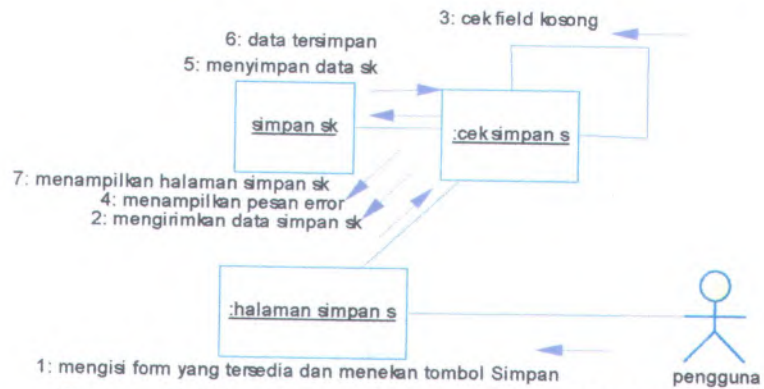 3: cek field kosong
6: data tersimpan
5: menyimpan data sk
simpan sk
:cek simpan s
7: menampilkan halaman simpan sk
4: menampilkan pesan error
2: mengirimkan data simpan sk
:halaman simpan s
1: mengisi form yang tersedia dan menekan tombol Simpan
pengguna